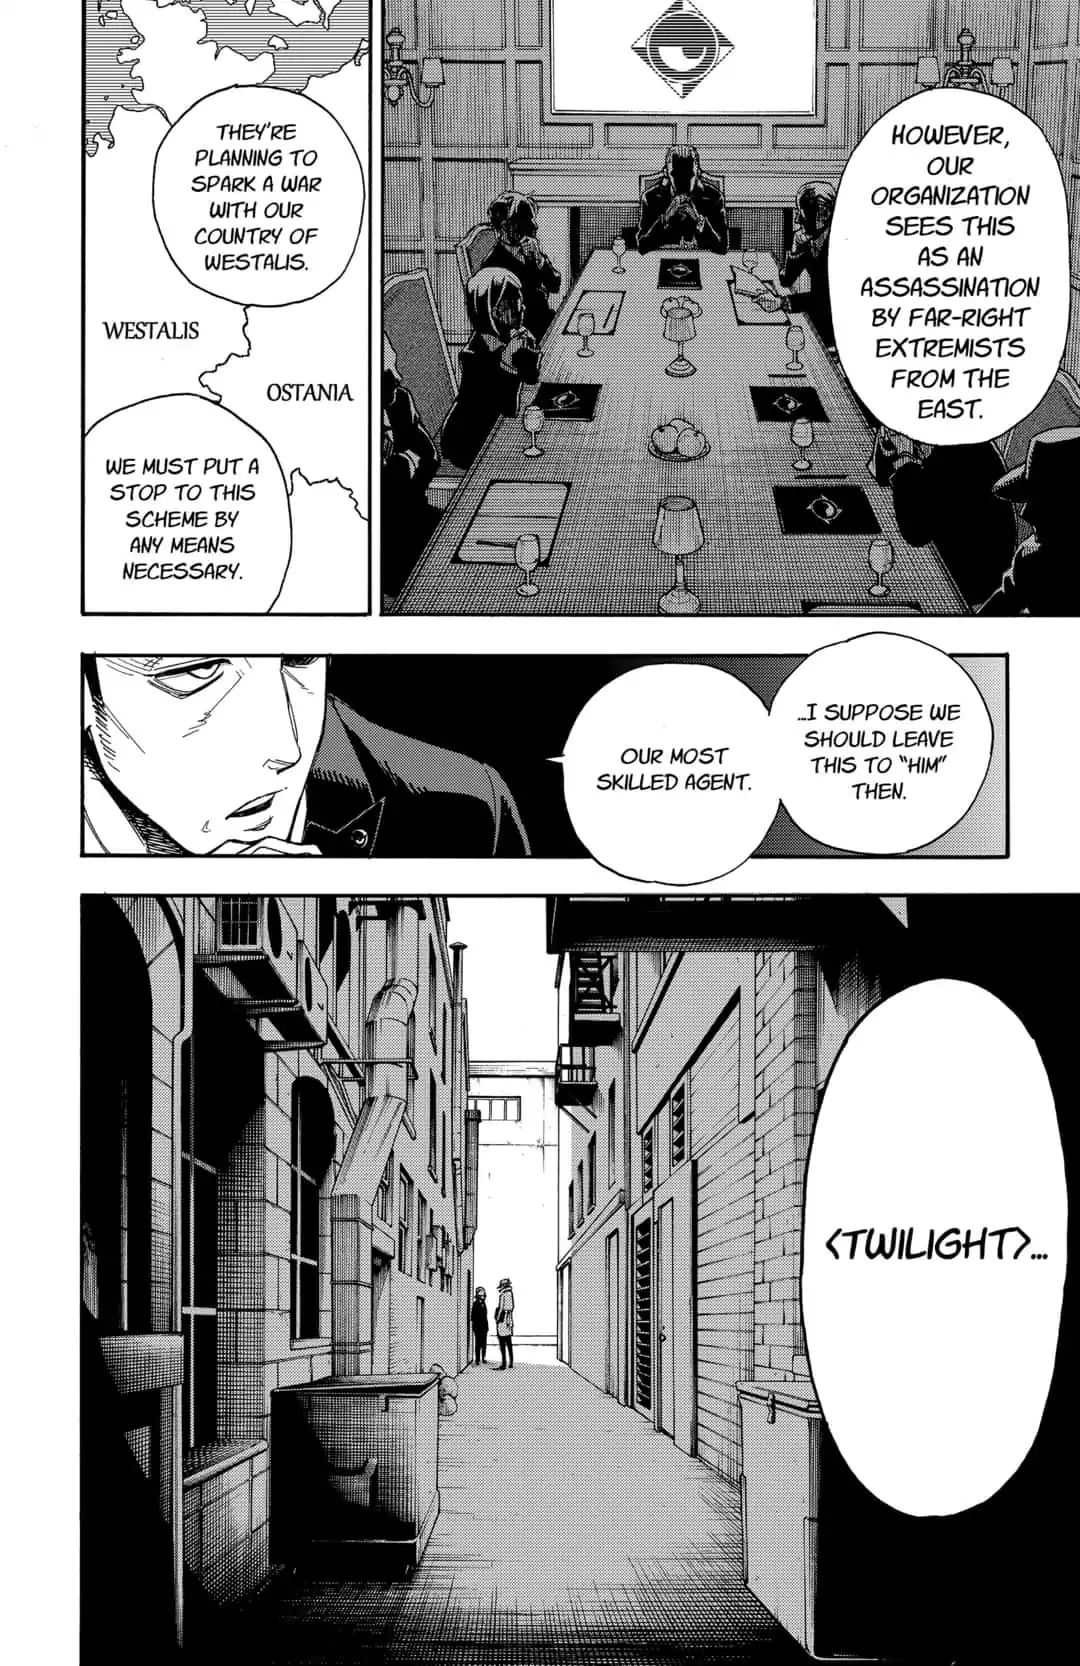 HOWEVER,
OUR
ORGANIZATION
SEES THIS
AS AN
ASSASSINATION
BY FAR-RIGHT
EXTREMISTS
FROM THE
EAST.
THEY'RE
PLANNING TO
SPARK A WAR
WITH OUR
COUNTRY OF
WESTALIS.
WESTALIS
OSTANIA
WE MUST PUT A
STOP TO THIS
SCHEME BY
ANY MEANS
NECESSARY.
...I SUPPOSE WE
SHOULD LEAVE
THIS TO "HIM"
THEN.
OUR MOST
SKILLED AGENT.
<TWILIGHT>...